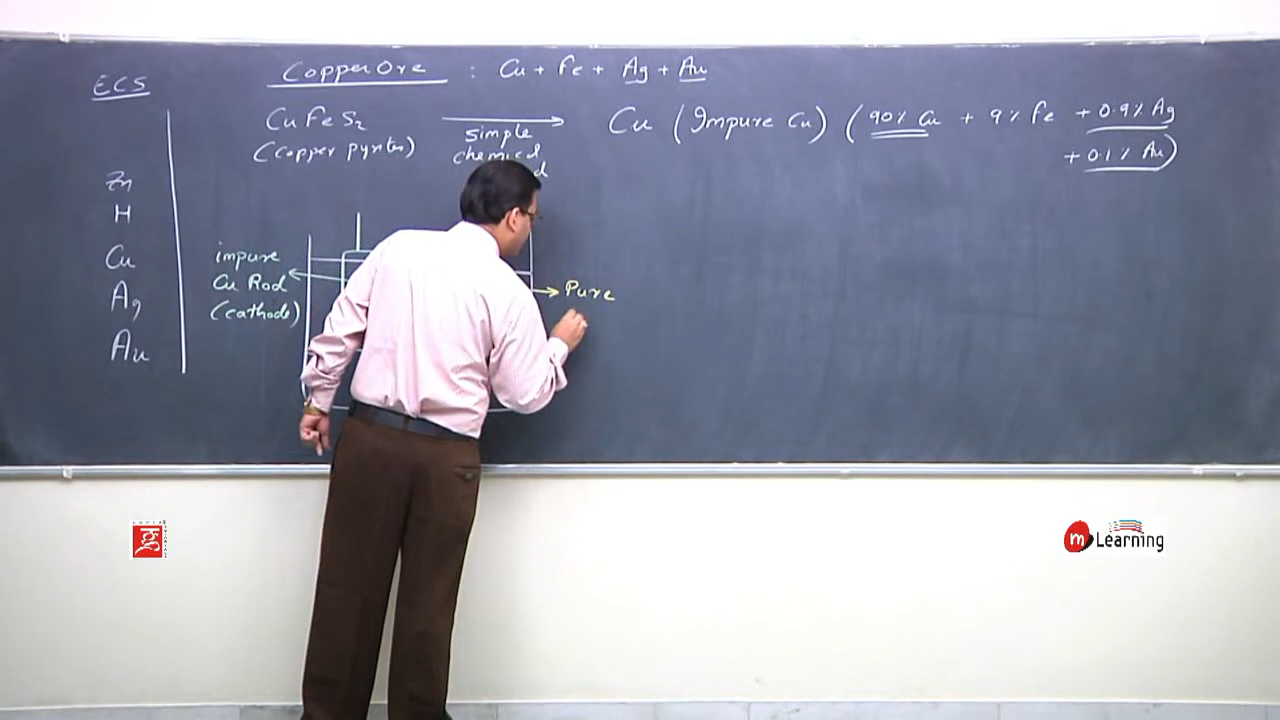 ECS
Copper Ore : Cu + Fe + Ag + Au
CuFeS2
(Copper pyrites)
simple
chemical
Cu (Impure Cu) (90% Cu + 9% Fe + 0.9% Ag
+ 0.1% Au)
Zn
H
Cu
Ag
Au
impure
Cu Rod
(cathode)
Pure
m Learning